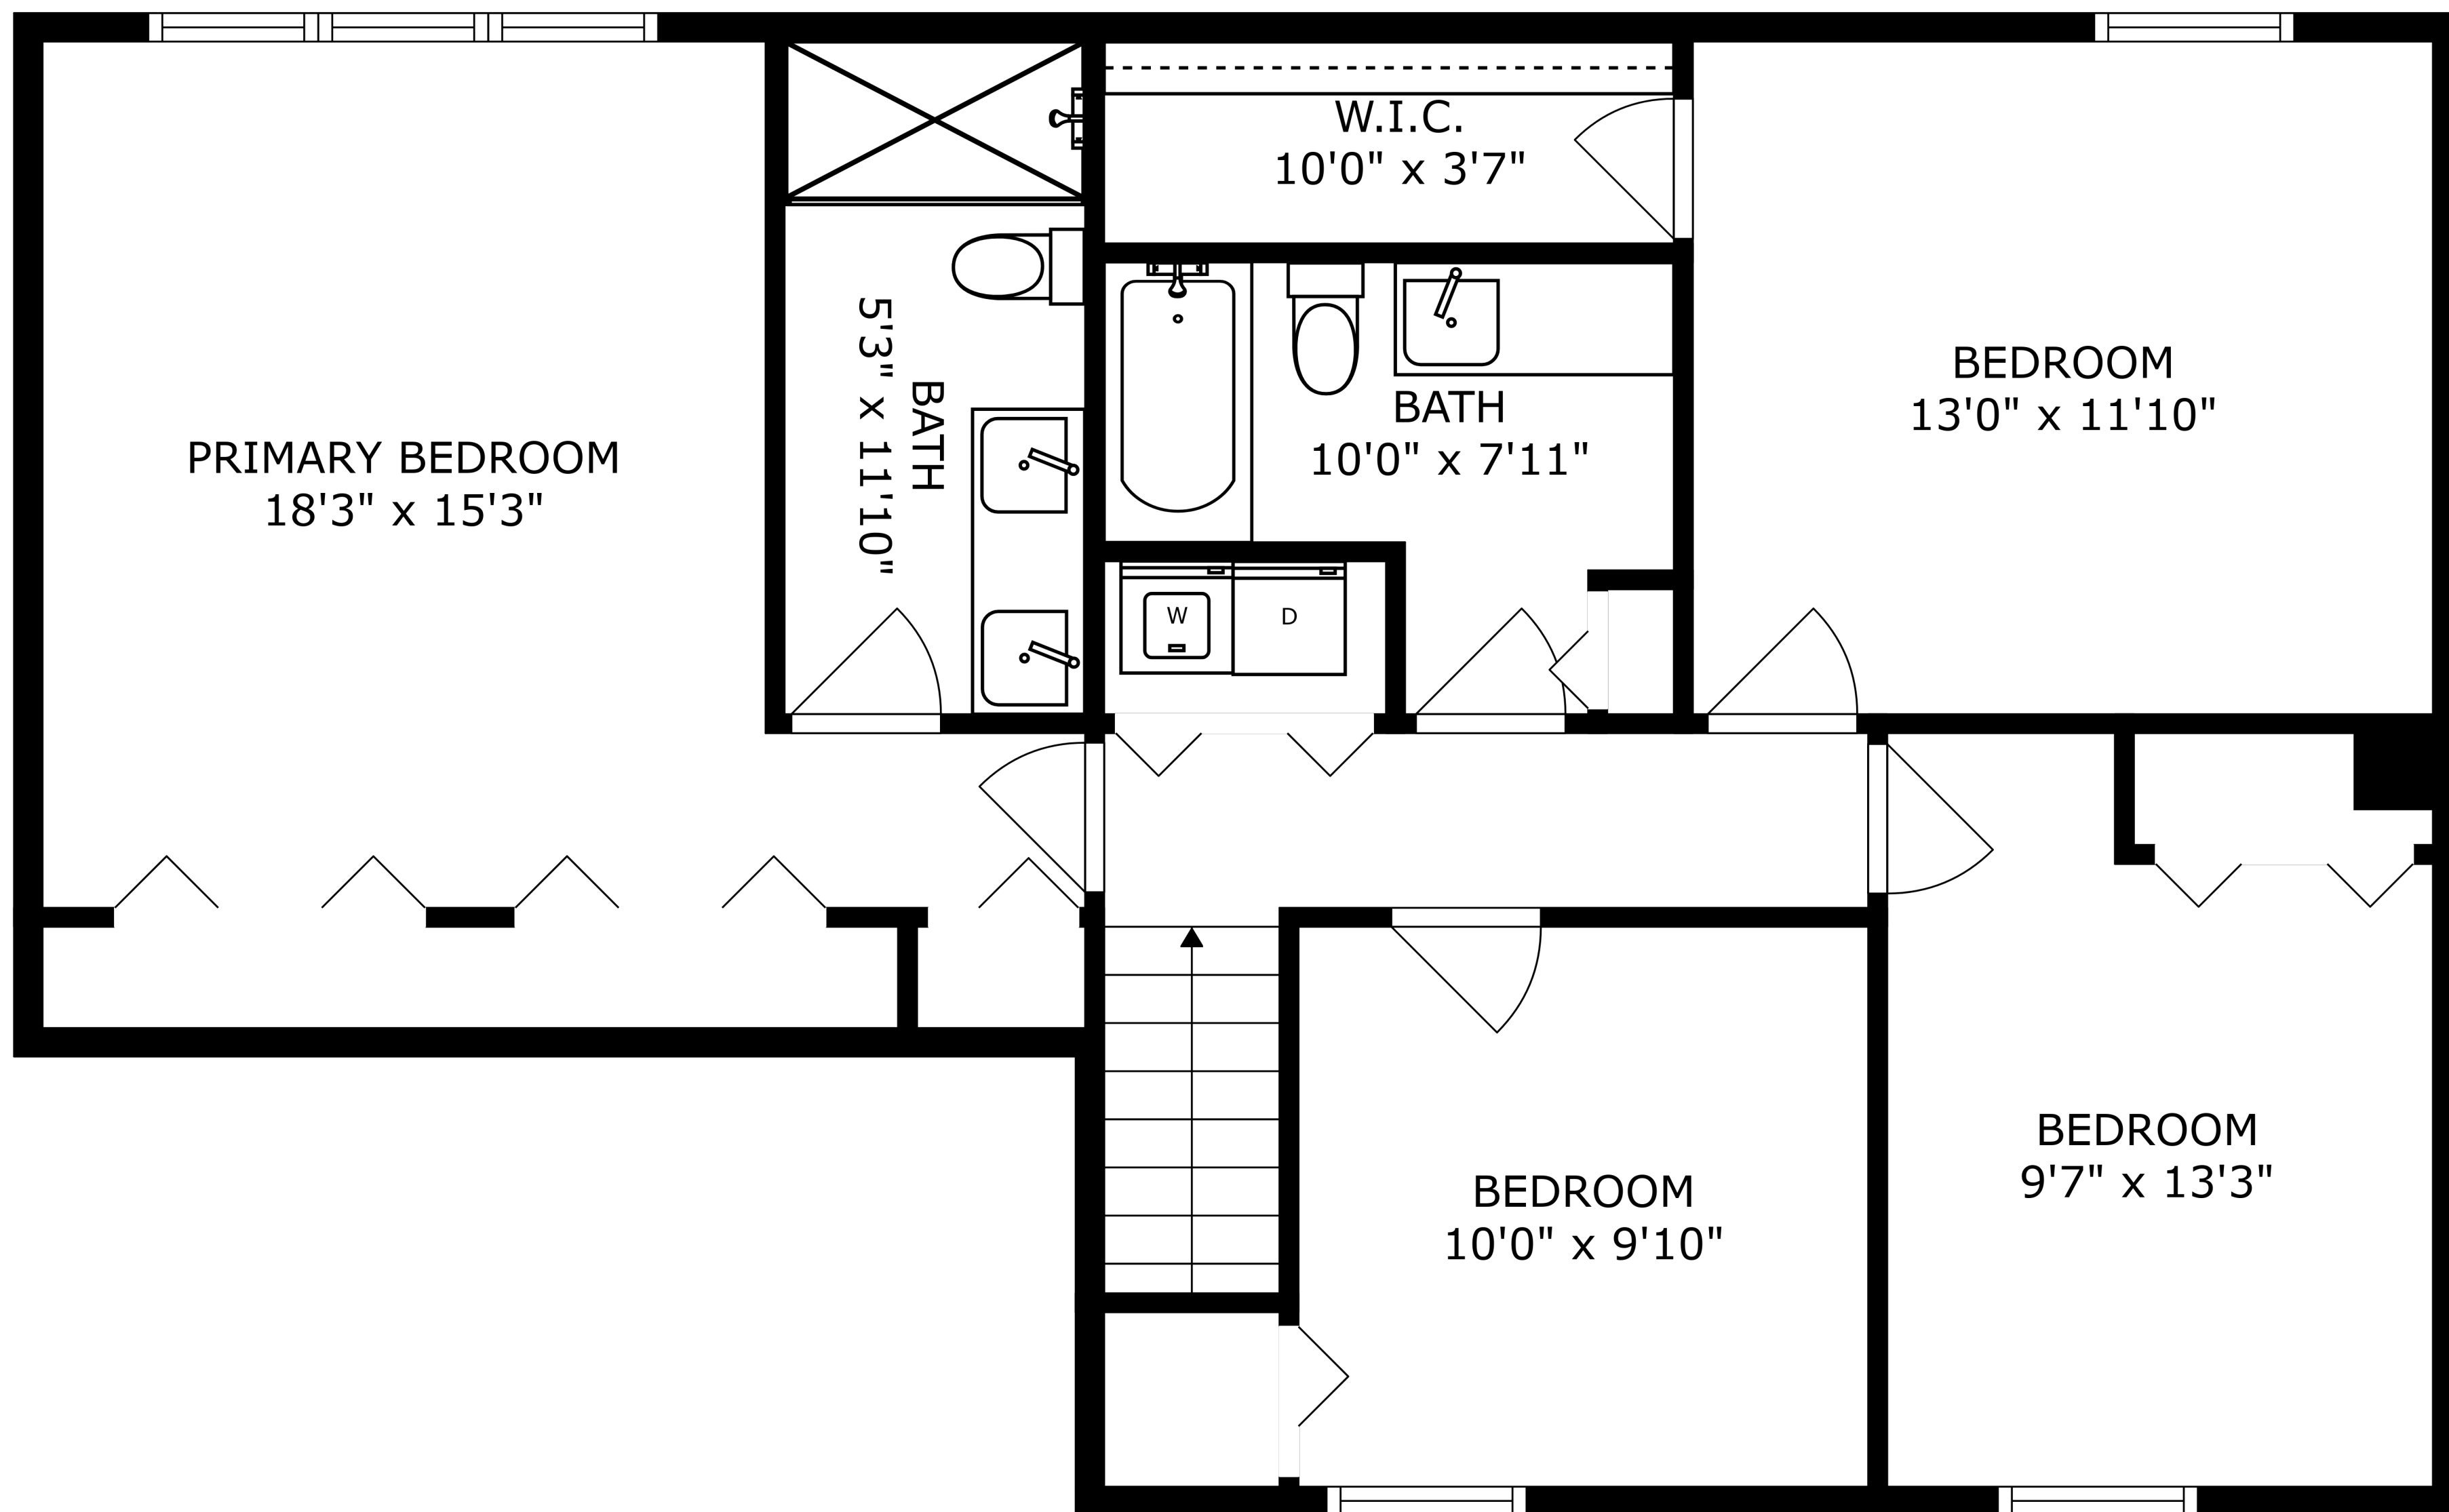 W.I.C.
10'0" x 3'7"
BEDROOM
13'0" x 11'10"
BATH
10'0" x 7'11"
BATH
5'3" x 11'10"
PRIMARY BEDROOM
18'3" x 15'3"
W
D
BEDROOM
9'7" x 13'3"
BEDROOM
10'0" x 9'10"